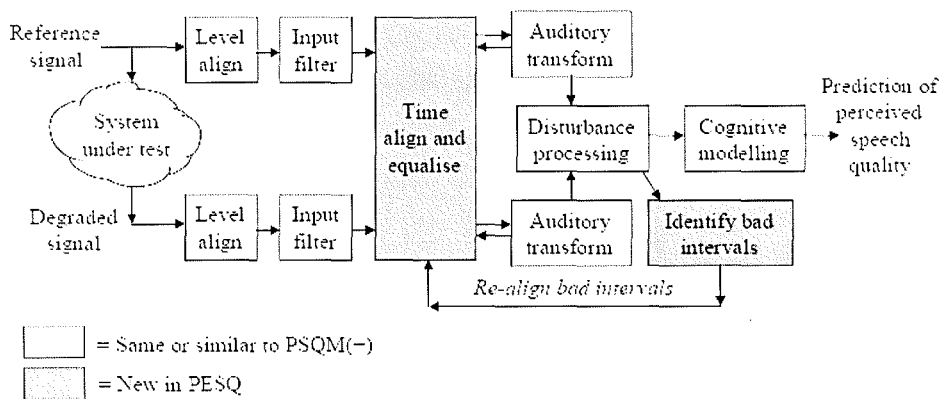 Reference
signal
Level
align
Input
filter
Time
align and
equalise
Auditory
transform
System
under test
Disturbance
processing
Cognitive
modelling
Prediction of
perceived
speech
quality
Degraded
signal
Level
align
Input
filter
Auditory
transform
Identify bad
intervals
Re-align bad intervals
= Same or similar to PSQM(−)
= New in PESQ